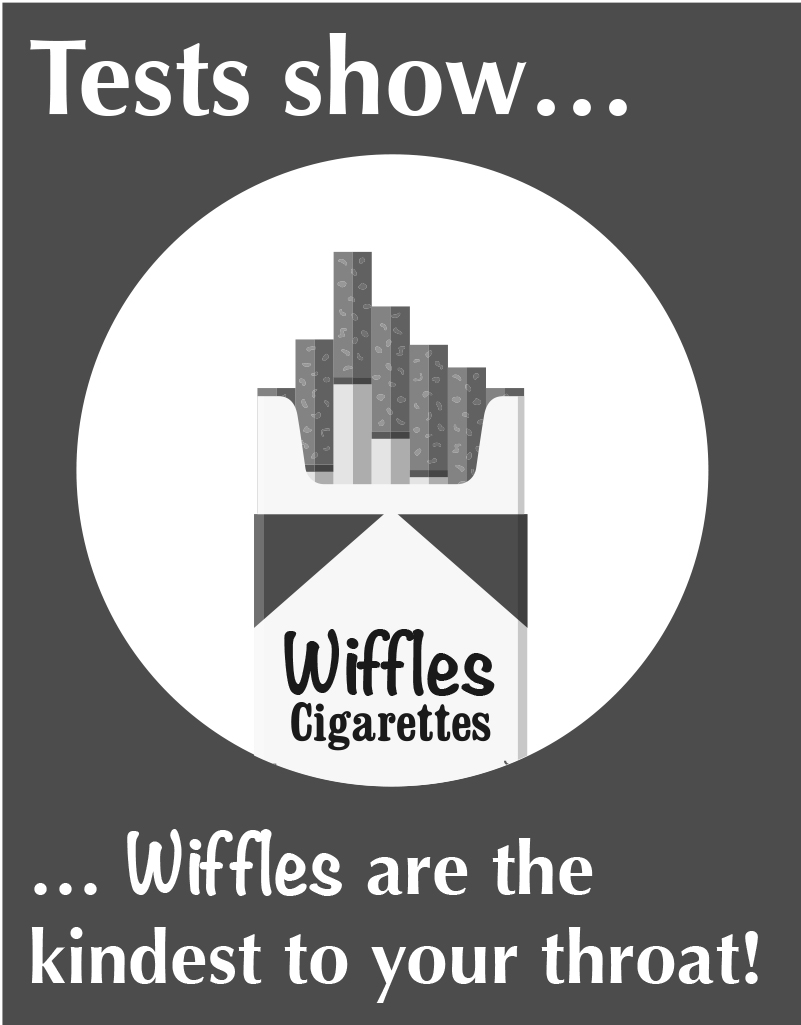 Tests show...
Wiffles
Cigarettes
... Wiffles are the
kindest to your throat!